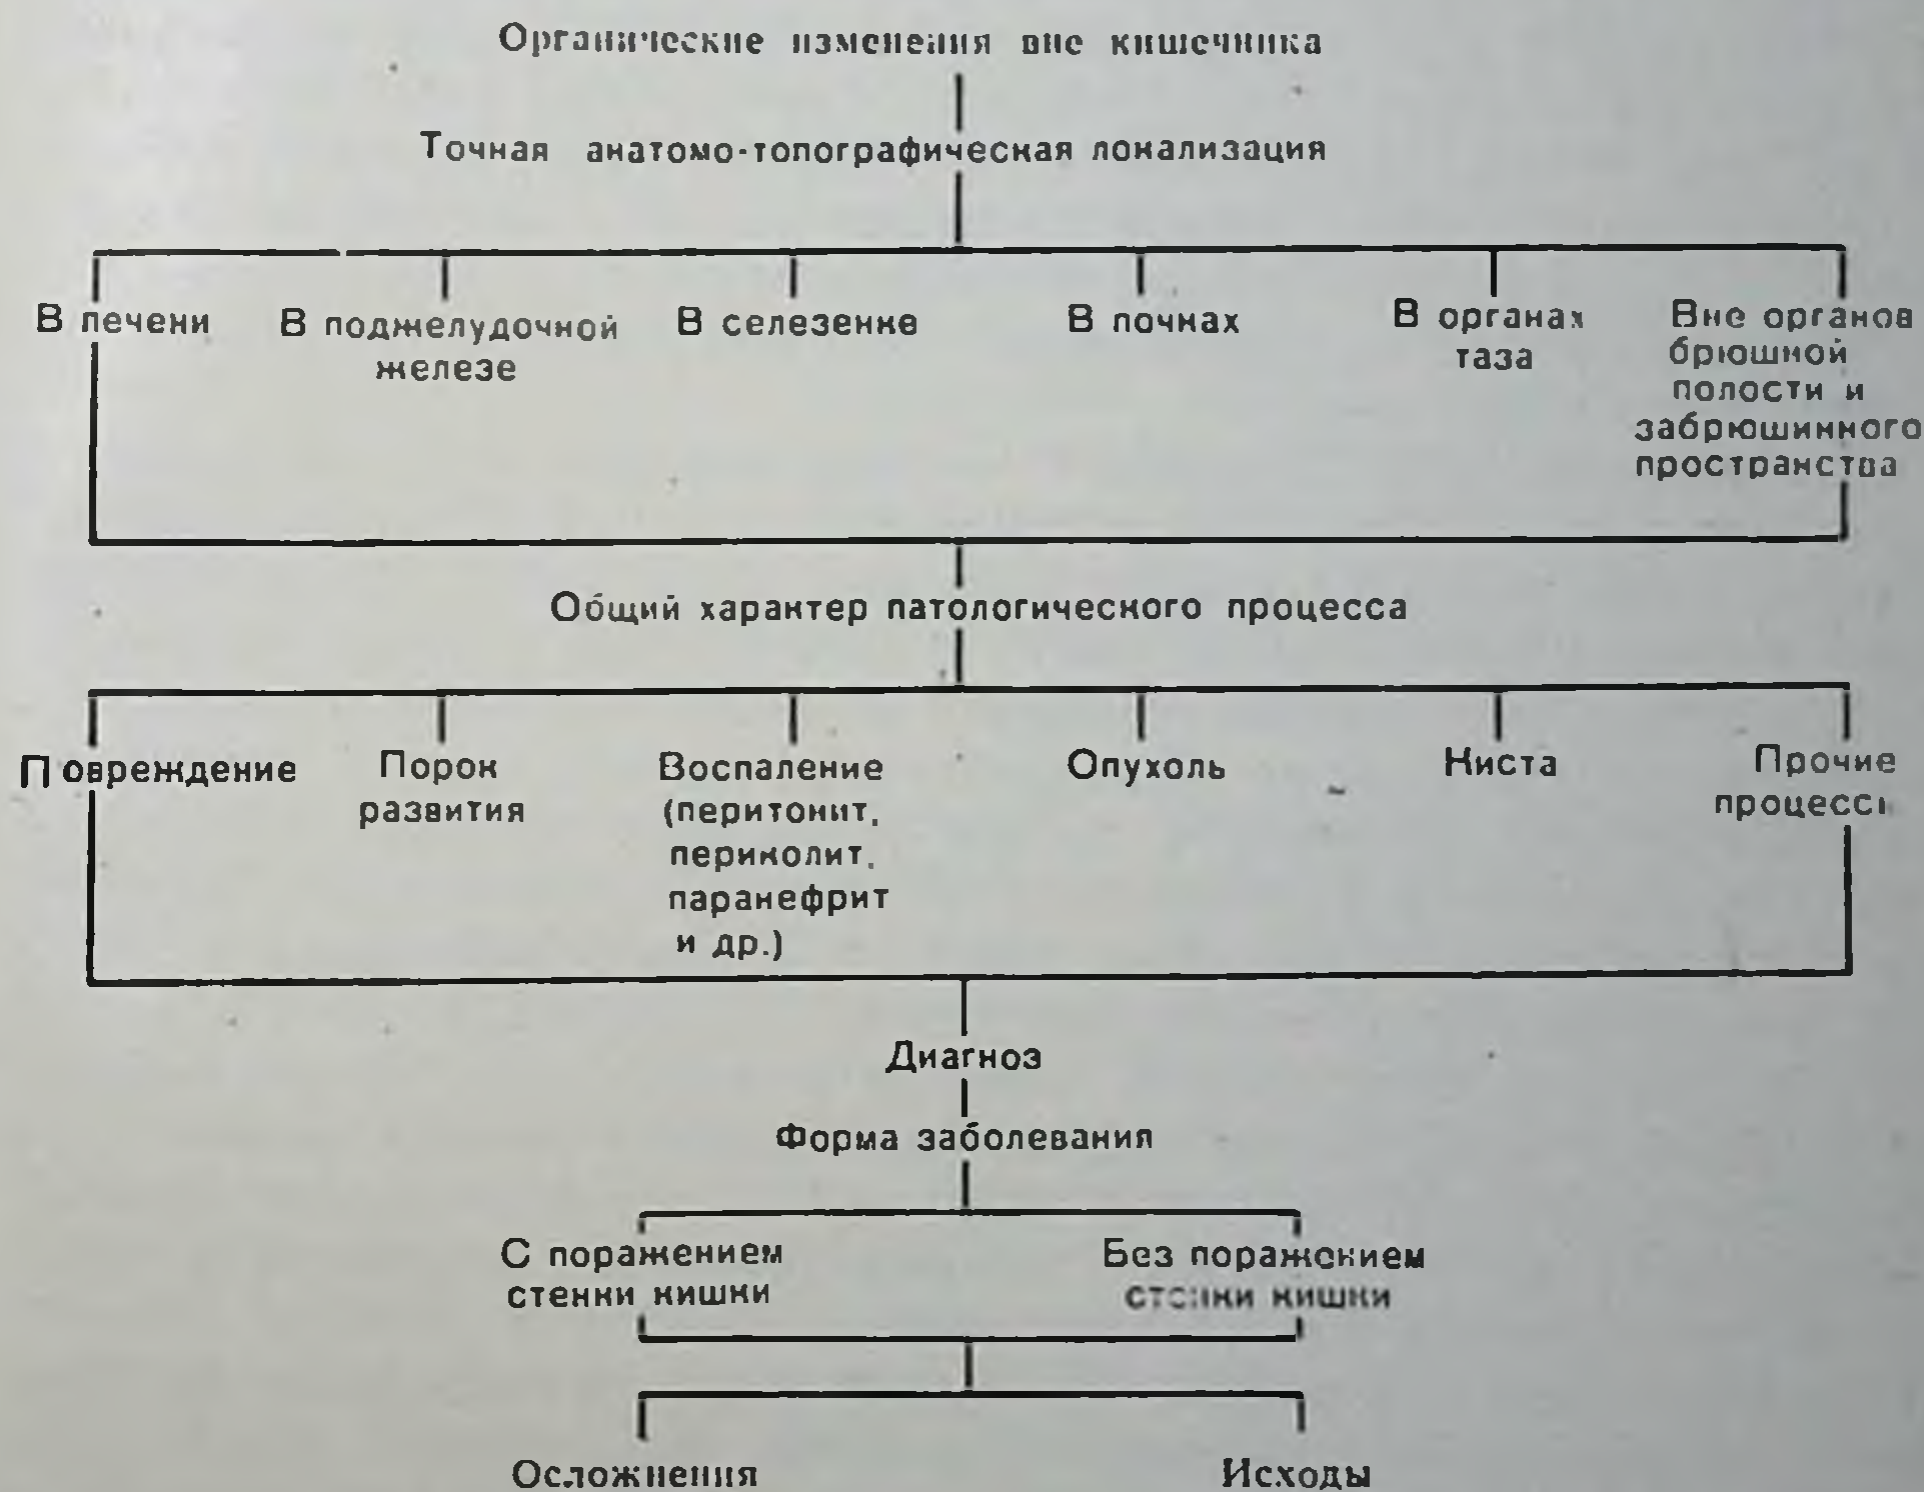 Органические изменения вне кишечника
Точная анатомо-топографическая локализация
В печени
В поджелудочной
железе
В селезенке
В почках
В органах
таза
Вне органов
брюшной
полости и
забрюшинного
пространства
Общий характер патологического процесса
Повреждение
Порок
развития
Воспаление
(перитонит,
периколит,
паранефрит
и др.)
Опухоль
Киста
Прочие
процессы
Диагноз
Форма заболевания
С поражением
стенки кишки
Без поражением
стенки кишки
Осложнения
Исходы